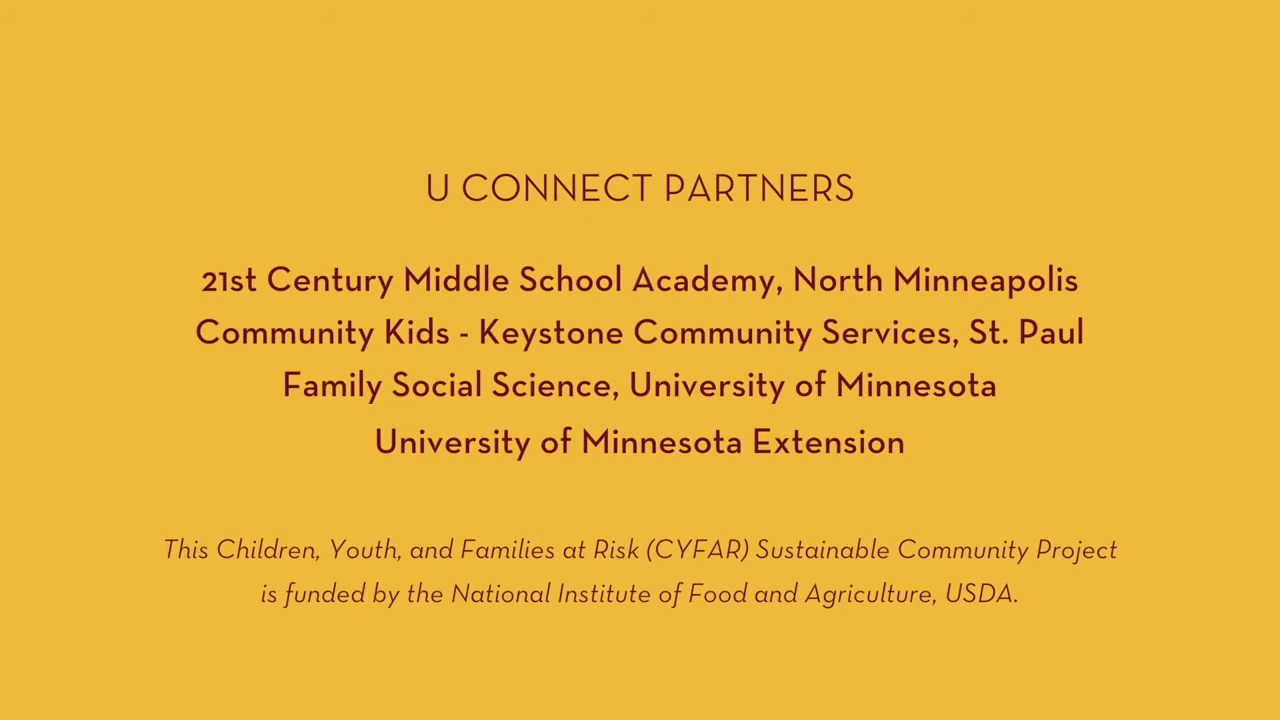 U CONNECT PARTNERS
21st Century Middle School Academy, North Minneapolis
Community Kids - Keystone Community Services, St. Paul
Family Social Science, University of Minnesota
University of Minnesota Extension
This Children, Youth, and Families at Risk (CYFAR) Sustainable Community Project
is funded by the National Institute of Food and Agriculture, USDA.